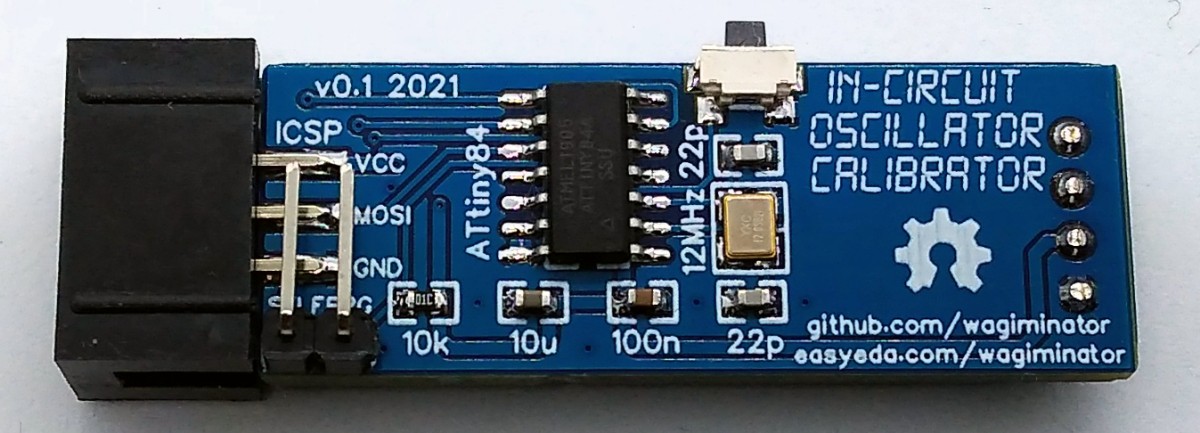 v0.1 2021
ICSP
VCC
MOSI
GND
ATtiny84
ATMEL1905
ATTINY84A
SSU
22p
12MHz
YXC
10k
10u
100n
22p
IN-CIRCUIT
OSCILLATOR
CALIBRATOR
github.com/wagiminator
easyeda.com/wagiminator